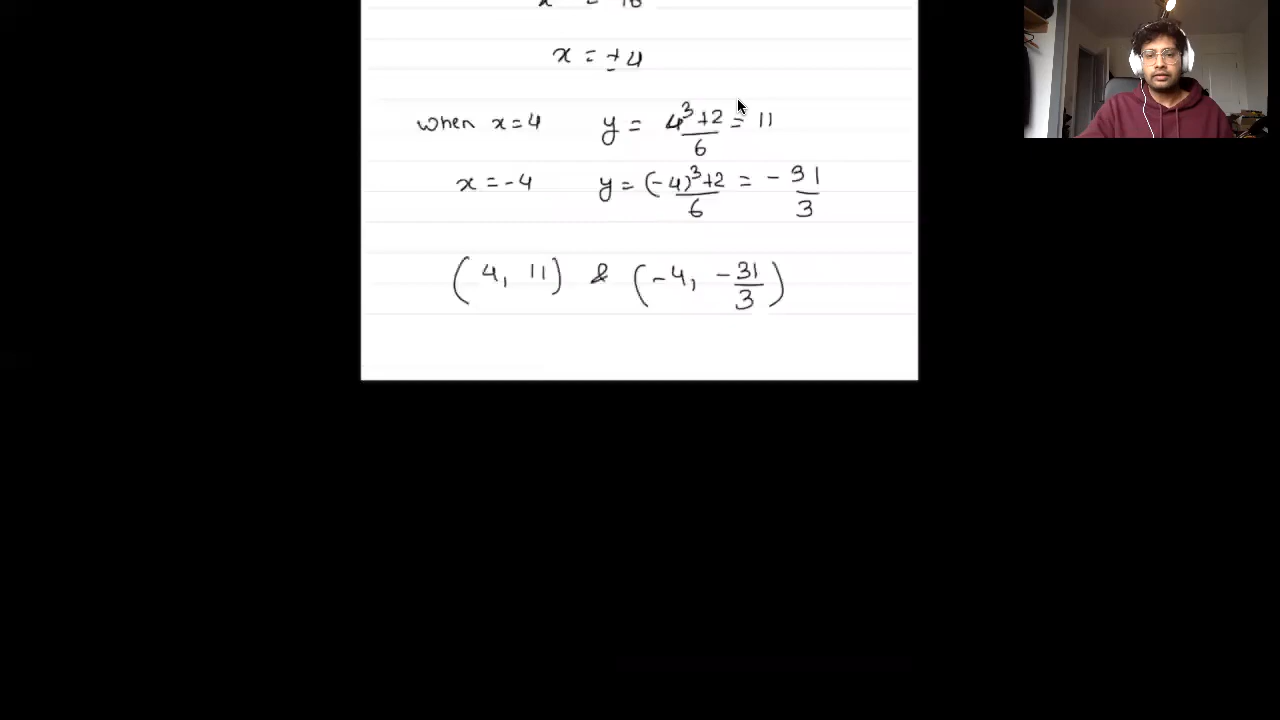 x = 16
x = ±4
when x=4 y = 4³+2/6 = 11
x = -4 y = (-4)³+2/6 = -31/3
(4, 11) & (-4, -31/3)